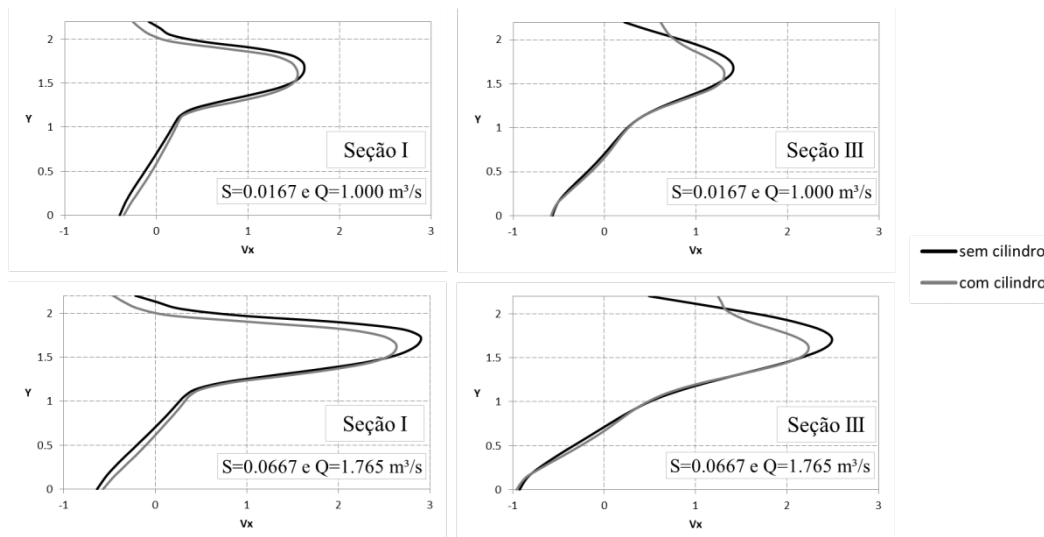 2
1.5
Y
1
0.5
0
-1
0
1
2
3
Vx
Seção I
S=0.0167 e Q=1.000 m³/s
2
1.5
Y
1
0.5
0
-1
0
1
2
3
Vx
Seção III
S=0.0167 e Q=1.000 m³/s
sem cilindro
com cilindro
2
1.5
Y
1
0.5
0
-1
0
1
2
3
Vx
Seção I
S=0.0667 e Q=1.765 m³/s
2
1.5
Y
1
0.5
0
-1
0
1
2
3
Vx
Seção III
S=0.0667 e Q=1.765 m³/s